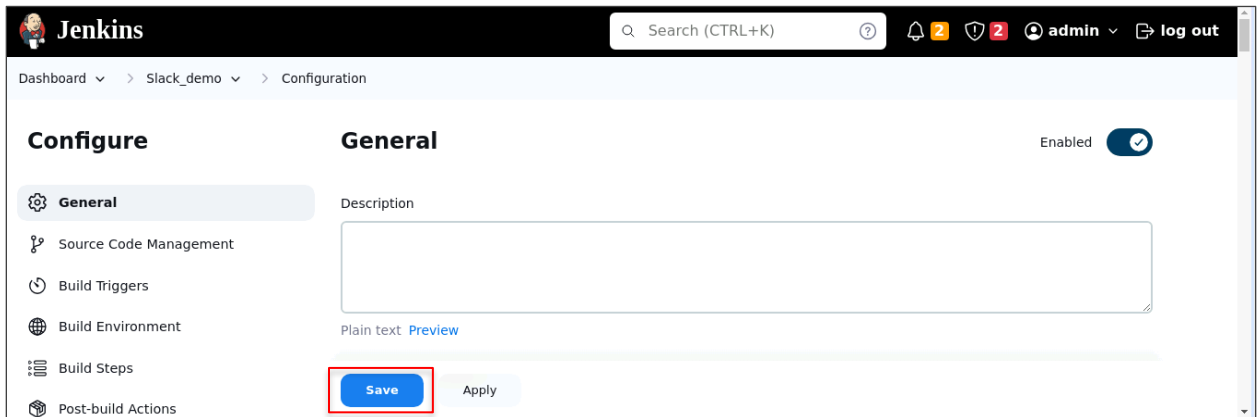 Jenkins
Search (CTRL+K)
2
2
admin
log out
Dashboard
Slack_demo
Configuration
Configure
General
Enabled
General
Description
Source Code Management
Build Triggers
Build Environment
Plain text Preview
Build Steps
Save
Apply
Post-build Actions